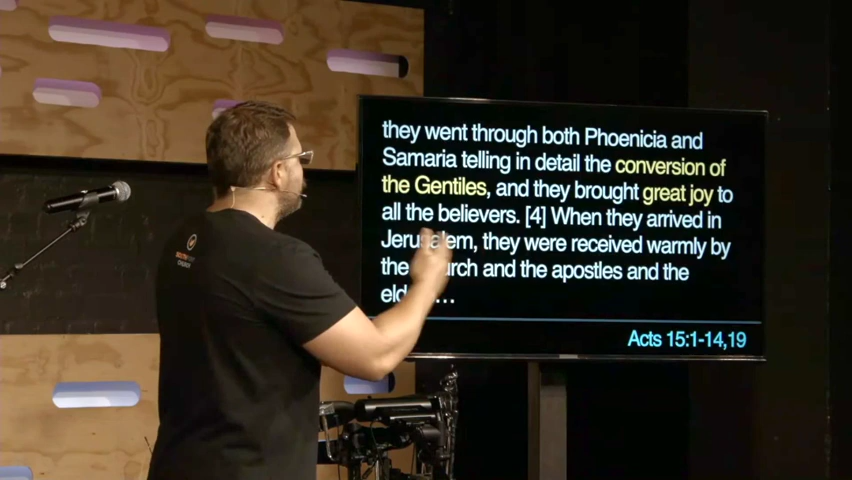 they went through both Phoenicia and
Samaria telling in detail the conversion of
the Gentiles, and they brought great joy to
all the believers. [4] When they arrived in
Jerusalem, they were received warmly by
the church and the apostles and the
Acts 15:1-14,19